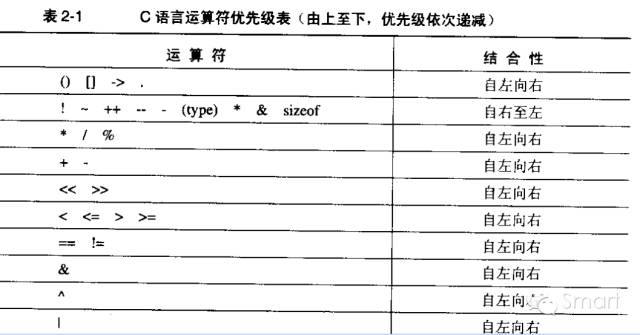 表2-1 C 语言运算符优先级表（由上至下，优先级依次递减）
运 算 符 结 合 性
() [] -> . 自左向右
! ~ ++ -- - (type) * & sizeof 自右至左
* / % 自左向右
+ - 自左向右
<< >> 自左向右
< <= > >= 自左向右
== != 自左向右
& 自左向右
^ 自左向
| 自左向右
Smart